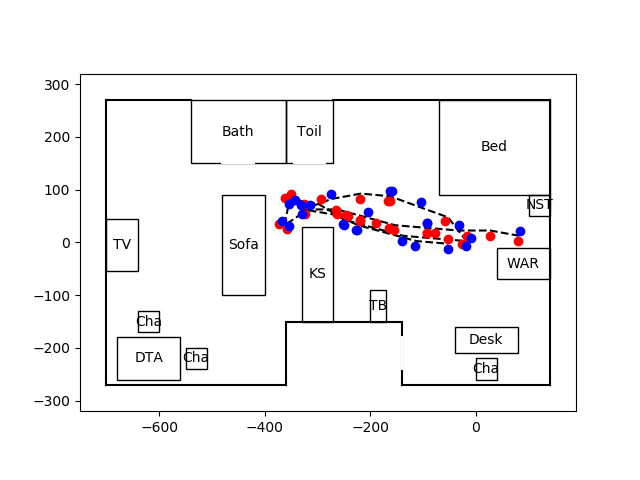 300
200
100
0
−100
−200
−300
−600
−400
−200
0
Bath
Toil
Bed
NST
TV
Sofa
WAR
KS
TB
Cha
DTA
Cha
Desk
Cha